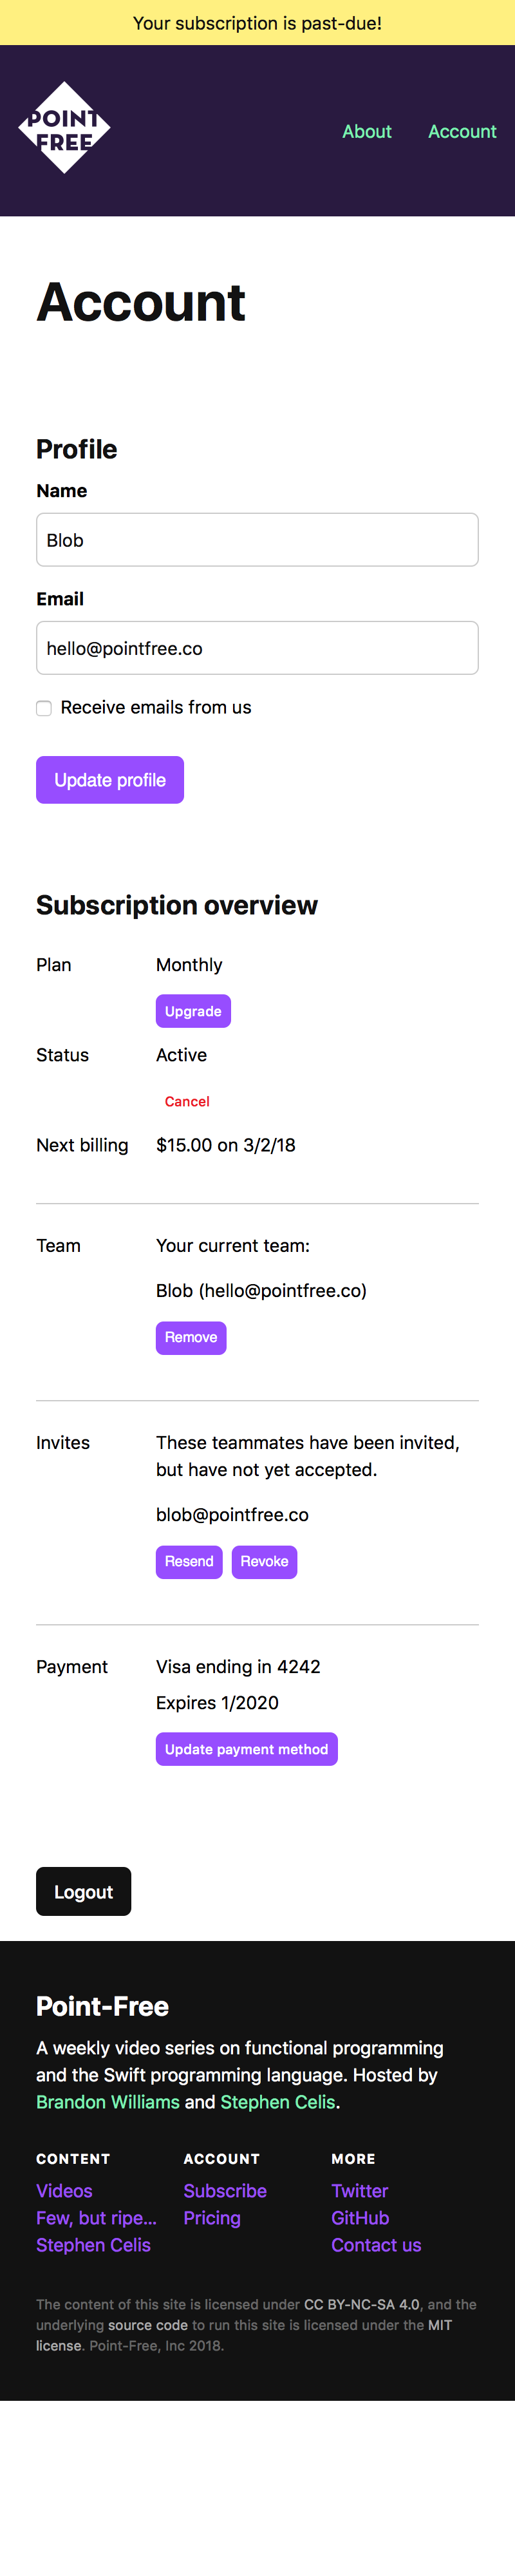 Your subscription is past-due!
POINT
FREE
About Account
Account
Profile
Name
Blob
Email
hello@pointfree.co
Receive emails from us
Update profile
Subscription overview
Plan Monthly
Upgrade
Status Active
Cancel
Next billing $15.00 on 3/2/18
Team Your current team:
Blob (hello@pointfree.co)
Remove
Invites These teammates have been invited,
but have not yet accepted.
blob@pointfree.co
Resend Revoke
Payment Visa ending in 4242
Expires 1/2020
Update payment method
Logout
Point-Free
A weekly video series on functional programming
and the Swift programming language. Hosted by
Brandon Williams and Stephen Celis.
CONTENT ACCOUNT MORE
Videos Subscribe Twitter
Few, but ripe... Pricing GitHub
Stephen Celis Contact us
The content of this site is licensed under CC BY-NC-SA 4.0, and the
underlying source code to run this site is licensed under the MIT
license. Point-Free, Inc 2018.